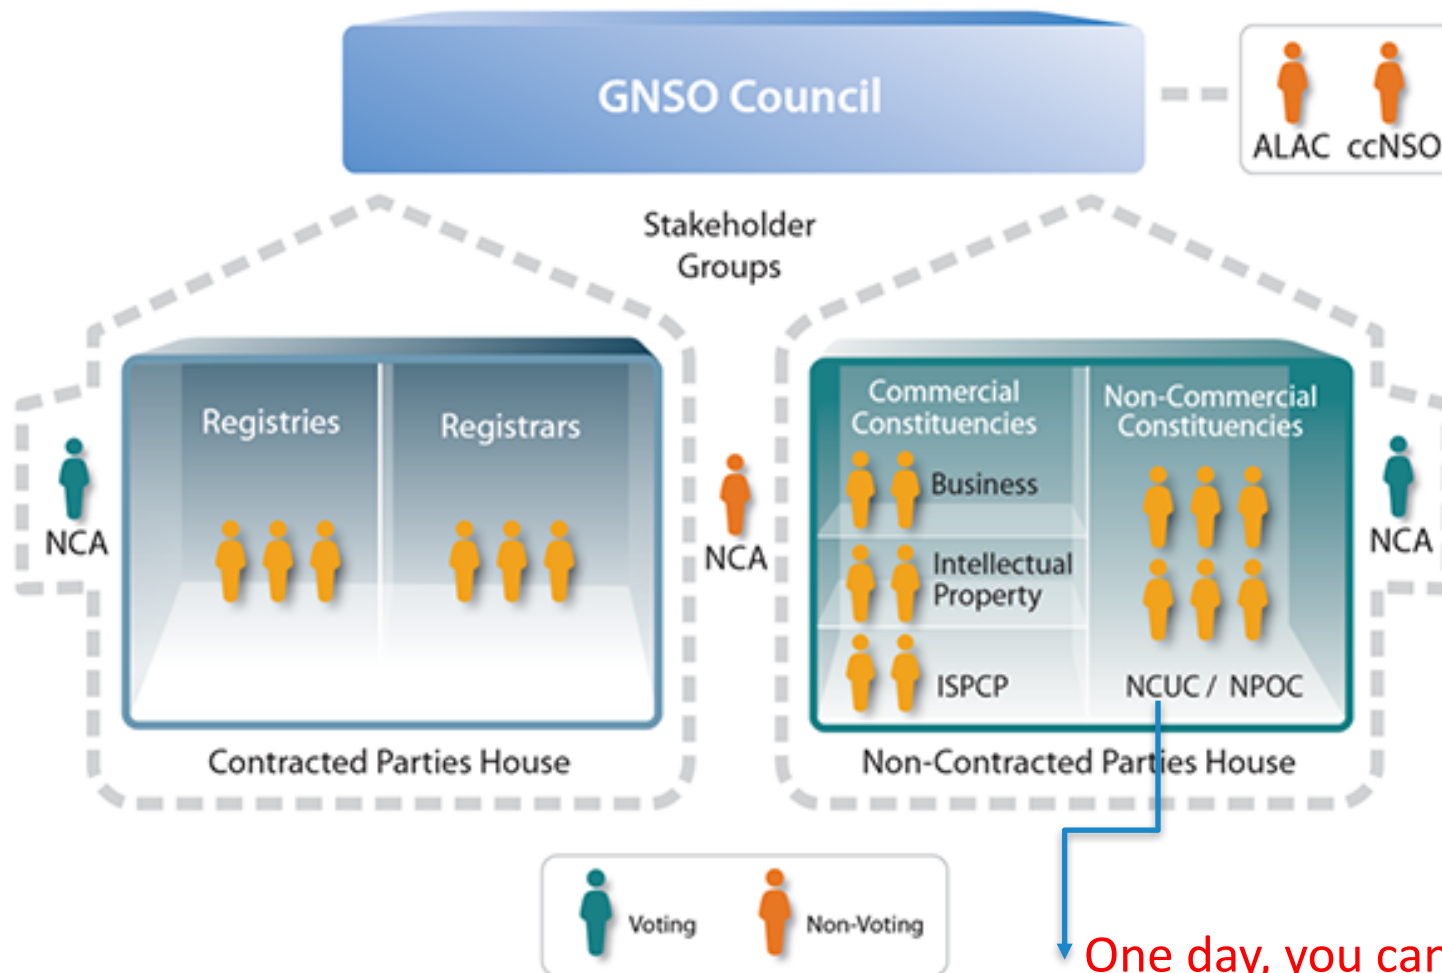 GNSO Council
ALAC ccNSO
Stakeholder
Groups
Registries
Registrars
Commercial
Constituencies
Non-Commercial
Constituencies
Business
Intellectual
Property
ISPCP
NCUC / NPOC
NCA
NCA
NCA
Contracted Parties House
Non-Contracted Parties House
Voting
Non-Voting
One day, you can